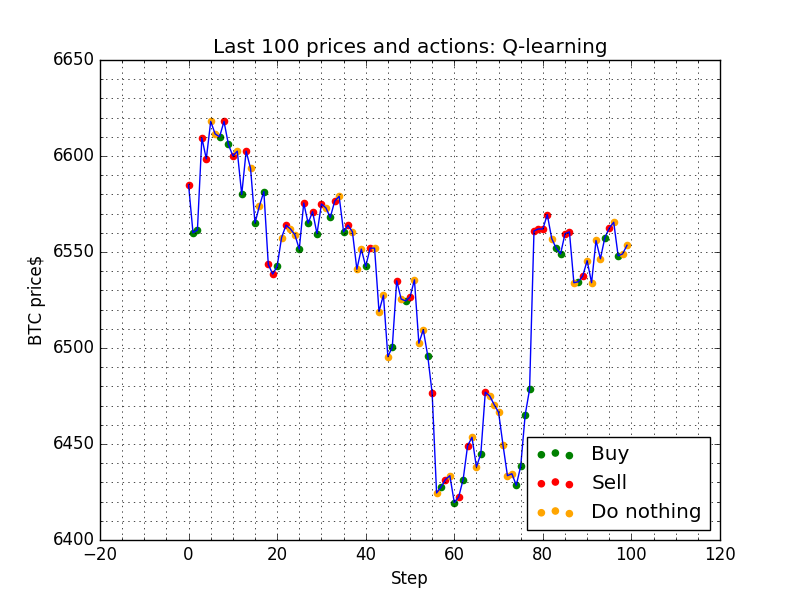 Last 100 prices and actions: Q-learning
6650
6600
6550
6500
6450
6400
BTC price$
Buy
Sell
Do nothing
−20 0 20 40 60 80 100 120
Step